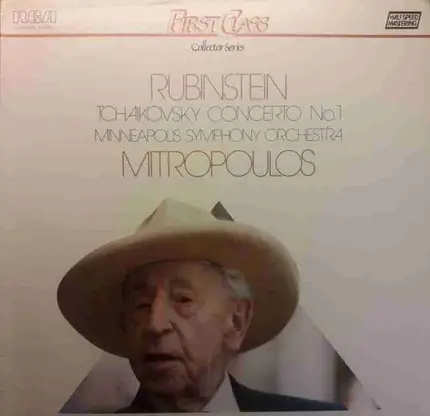 RCA
FIRST CLASS
Collector Series
HALF SPEED
MASTERING
RUBINSTEIN
TCHAIKOVSKY CONCERTO No. 1
MINNEAPOLIS SYMPHONY ORCHESTRA
MITROPOULOS